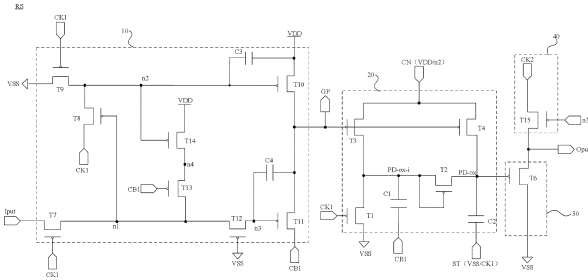 RS
CK1
10
VDD
C3
VSS
T9
n2
T10
T8
VDD
T14
CK1
n4
CB1
T13
C4
Iput
T7
n1
T12
n3
T11
CK1
VSS
CB1
GP
CN (VDD/n2)
20
T3
T4
PD-ox-i
T2
PD-ox
CK1
T1
C1
C2
VSS
CB1
ST (VSS/CK1)
40
CK2
T15
n3
Oput
T6
30
VSS